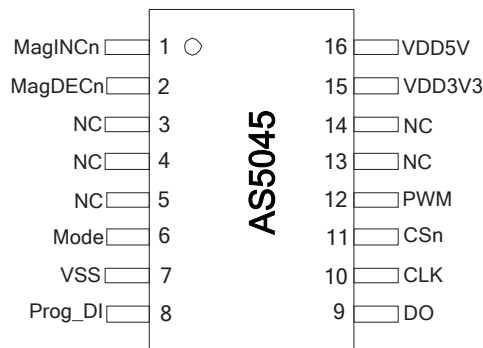 MagINCn 1 16 VDD5V
MagDECn 2 15 VDD3V3
NC 3 14 NC
NC 4 13 NC
NC 5 12 PWM
Mode 6 11 CSn
VSS 7 10 CLK
Prog_DI 8 9 DO
AS5045